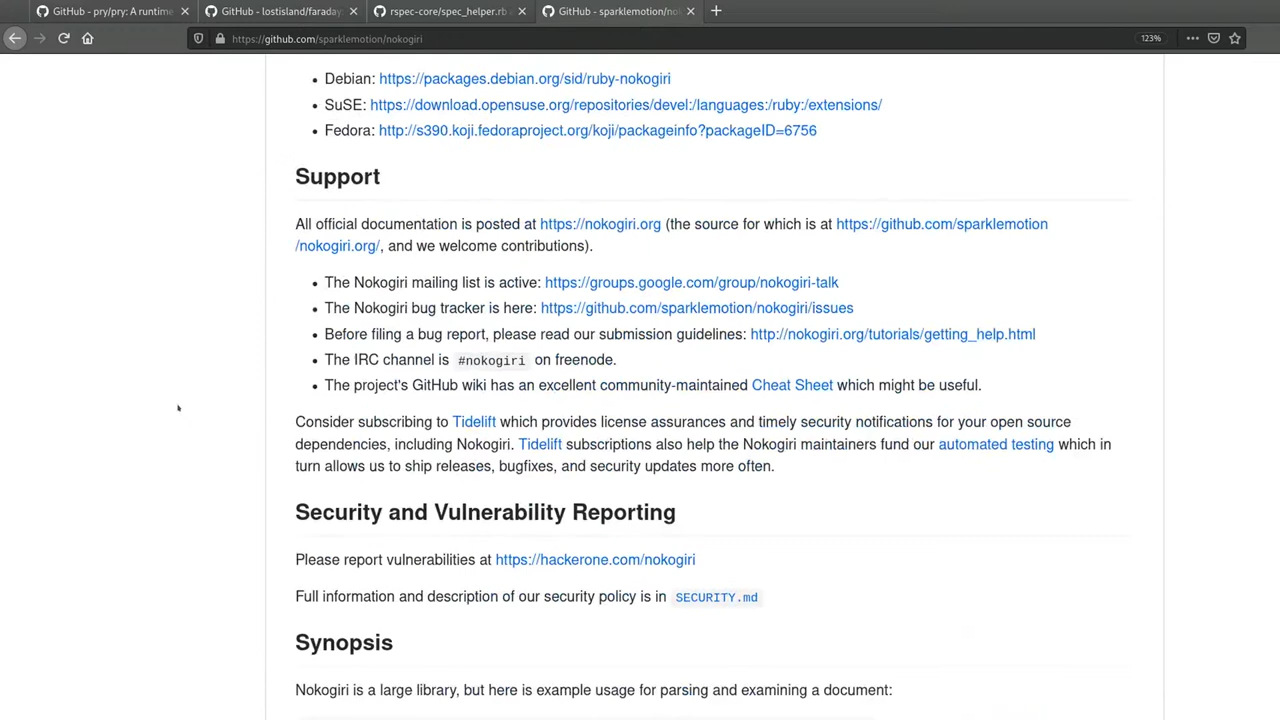 GitHub - pry/pry: A runtime
GitHub - lostisland/faraday:
rspec-core/spec_helper.rb
GitHub - sparklemotion/no
https://github.com/sparklemotion/nokogiri
123%
• Debian: https://packages.debian.org/sid/ruby-nokogiri
• SuSE: https://download.opensuse.org/repositories/devel:/languages:/ruby:/extensions/
• Fedora: http://s390.koji.fedoraproject.org/koji/packageinfo?packageID=6756
Support
All official documentation is posted at https://nokogiri.org (the source for which is at https://github.com/sparklemotion
/nokogiri.org/, and we welcome contributions).
• The Nokogiri mailing list is active: https://groups.google.com/group/nokogiri-talk
• The Nokogiri bug tracker is here: https://github.com/sparklemotion/nokogiri/issues
• Before filing a bug report, please read our submission guidelines: http://nokogiri.org/tutorials/getting_help.html
• The IRC channel is #nokogiri on freenode.
• The project's GitHub wiki has an excellent community-maintained Cheat Sheet which might be useful.
Consider subscribing to Tidelift which provides license assurances and timely security notifications for your open source
dependencies, including Nokogiri. Tidelift subscriptions also help the Nokogiri maintainers fund our automated testing which in
turn allows us to ship releases, bugfixes, and security updates more often.
Security and Vulnerability Reporting
Please report vulnerabilities at https://hackerone.com/nokogiri
Full information and description of our security policy is in SECURITY.md
Synopsis
Nokogiri is a large library, but here is example usage for parsing and examining a document: